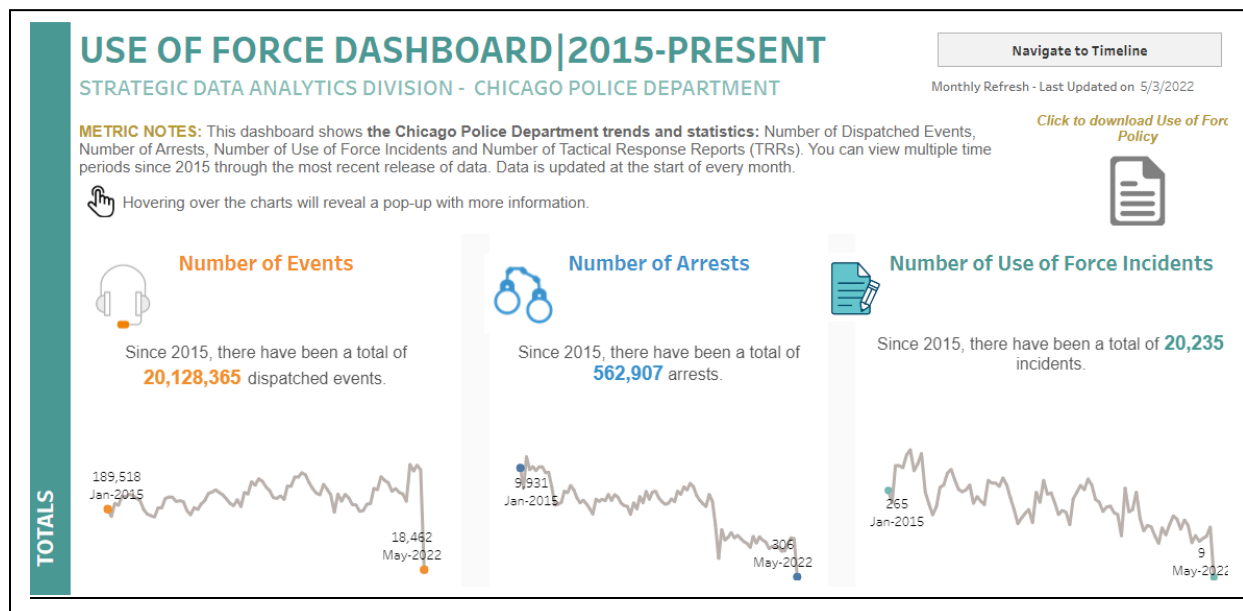 USE OF FORCE DASHBOARD|2015-PRESENT
STRATEGIC DATA ANALYTICS DIVISION - CHICAGO POLICE DEPARTMENT
Navigate to Timeline
Monthly Refresh - Last Updated on 5/3/2022
METRIC NOTES: This dashboard shows the Chicago Police Department trends and statistics: Number of Dispatched Events,
Number of Arrests, Number of Use of Force Incidents and Number of Tactical Response Reports (TRRs). You can view multiple time
periods since 2015 through the most recent release of data. Data is updated at the start of every month.
Click to download Use of Forc
Policy
Hovering over the charts will reveal a pop-up with more information.
TOTALS
Number of Events
Since 2015, there have been a total of
20,128,365 dispatched events.
189,518
Jan-2015
18,462
May-2022
Number of Arrests
Since 2015, there have been a total of
562,907 arrests.
9,931
Jan-2015
306
May-2022
Number of Use of Force Incidents
Since 2015, there have been a total of 20,235
incidents.
265
Jan-2015
9
May-2022